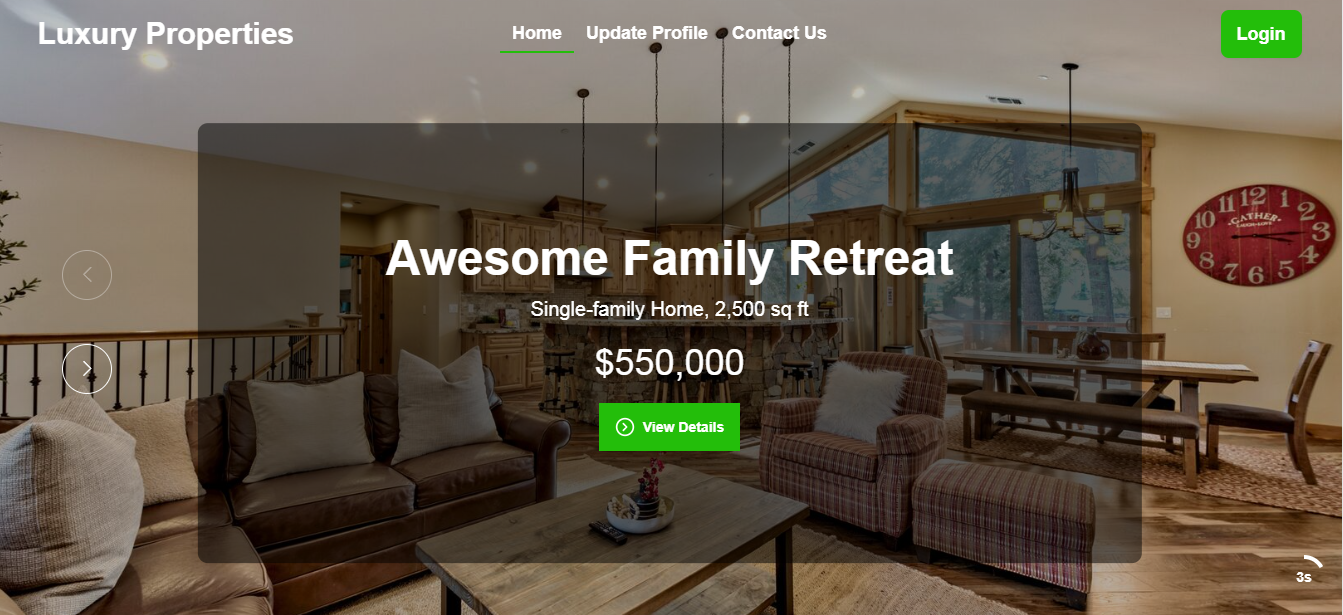 Luxury Properties
Home
Update Profile
Contact Us
Login
Awesome Family Retreat
Single-family Home, 2,500 sq ft
$550,000
View Details
12
1
2
3
4
5
6
7
8
9
10
11
GATHER
3s